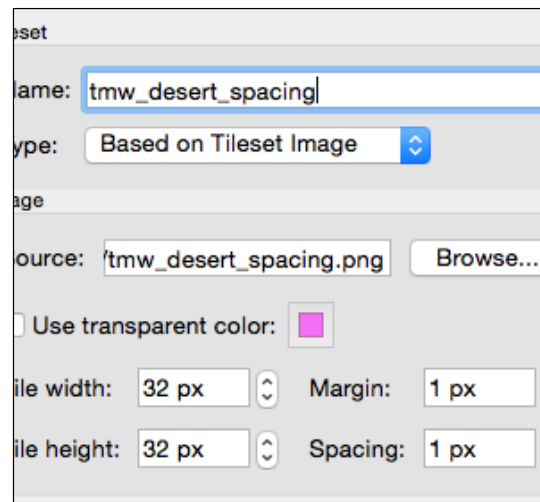 eset
ame: tmw_desert_spacing
ype: Based on Tileset Image
age
ource: /tmw_desert_spacing.png Browse...
Use transparent color:
ile width: 32 px Margin: 1 px
ile height: 32 px Spacing: 1 px